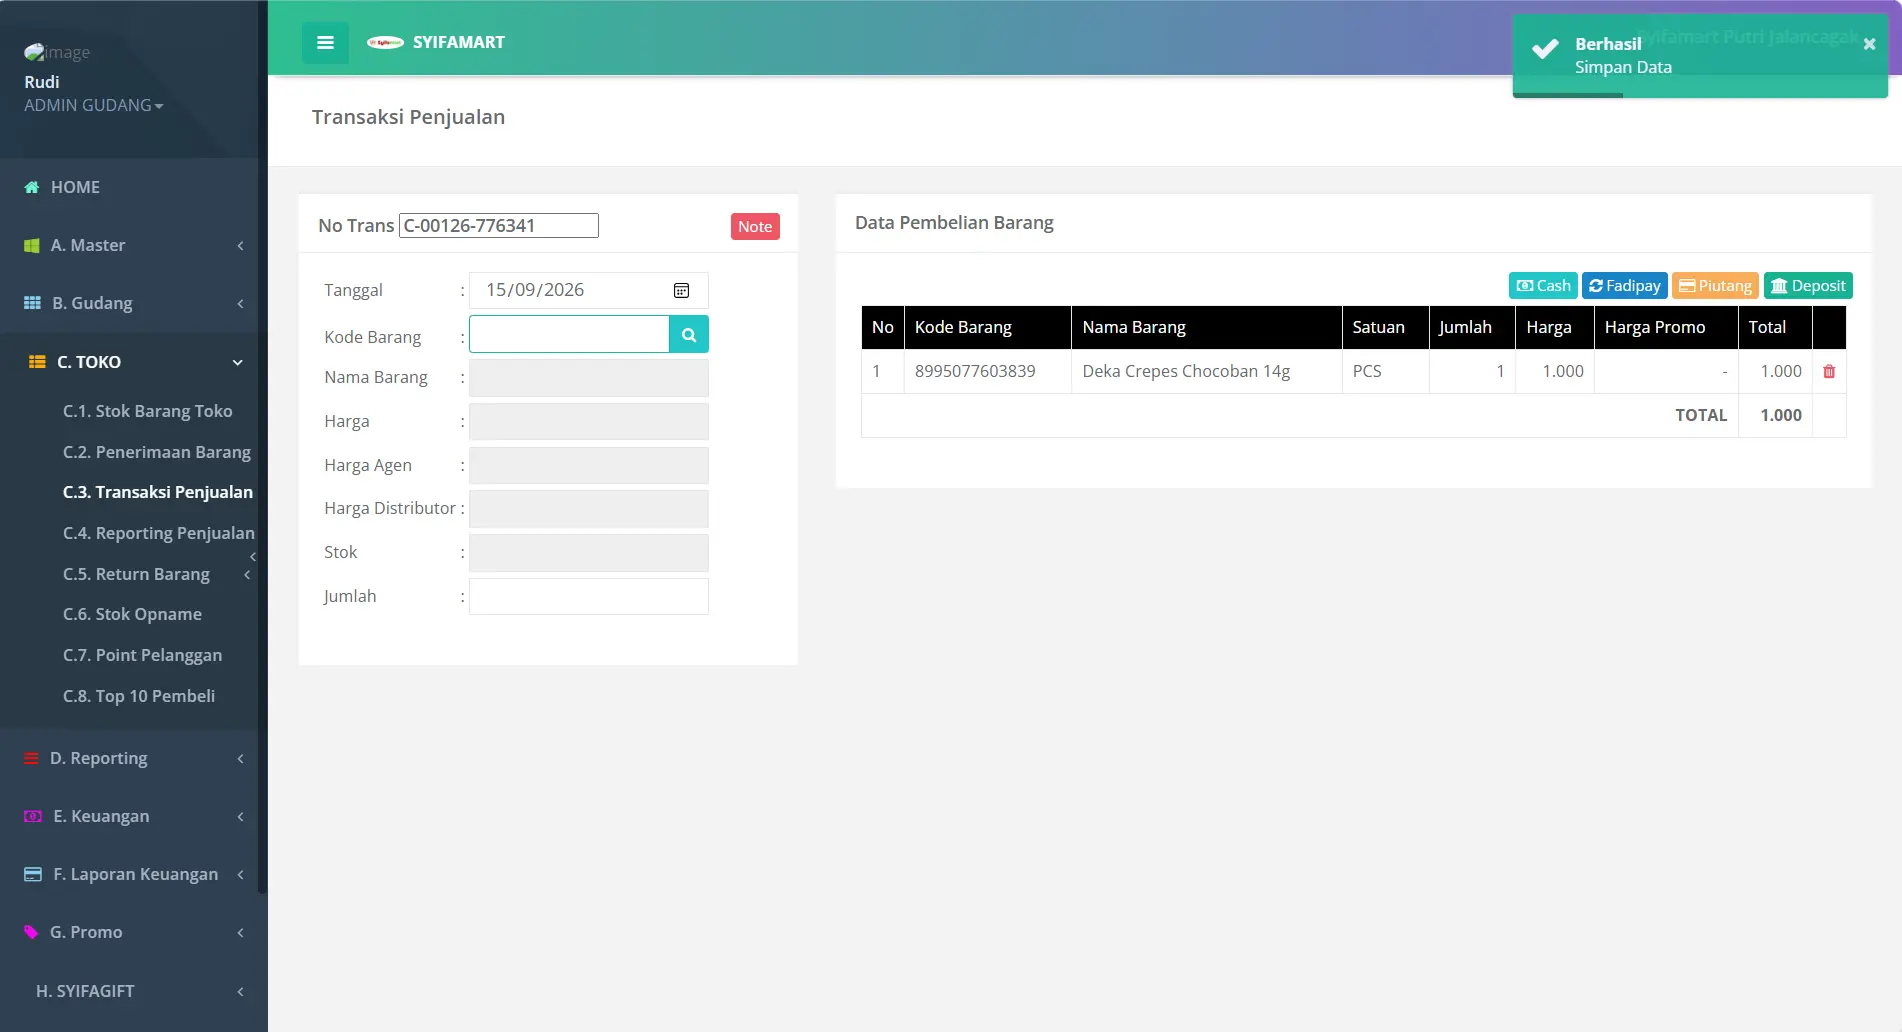 image
Rudi
ADMIN GUDANG
HOME
A. Master
B. Gudang
C. TOKO
C.1. Stok Barang Toko
C.2. Penerimaan Barang
C.3. Transaksi Penjualan
C.4. Reporting Penjualan
C.5. Return Barang
C.6. Stok Opname
C.7. Point Pelanggan
C.8. Top 10 Pembeli
D. Reporting
E. Keuangan
F. Laporan Keuangan
G. Promo
H. SYIFAGIFT
SYIFAMART
Syifamart Putri Jalancagak
Berhasil
Simpan Data
Transaksi Penjualan
No Trans C-00126-776341 Note
Tanggal : 15/09/2026
Kode Barang :
Nama Barang :
Harga :
Harga Agen :
Harga Distributor :
Stok :
Jumlah :
Data Pembelian Barang
Cash Fadipay Piutang Deposit
No Kode Barang Nama Barang Satuan Jumlah Harga Harga Promo Total
1 8995077603839 Deka Crepes Chocoban 14g PCS 1 1.000 - 1.000
TOTAL 1.000